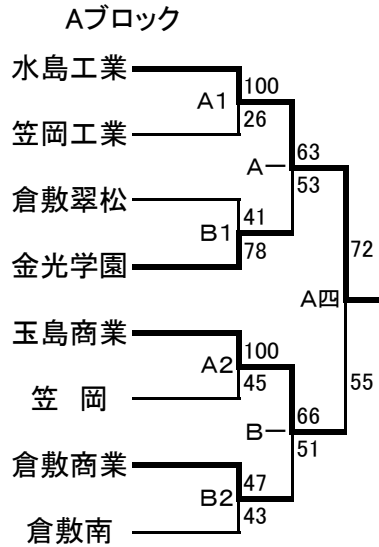 Aブロック
水島工業
100
A1
26
笠岡工業
63
A一
53
倉敷翠松
41
B1
78
金光学園
72
A四
55
玉島商業
100
A2
45
笠 岡
66
B一
51
倉敷商業
47
B2
43
倉敷南